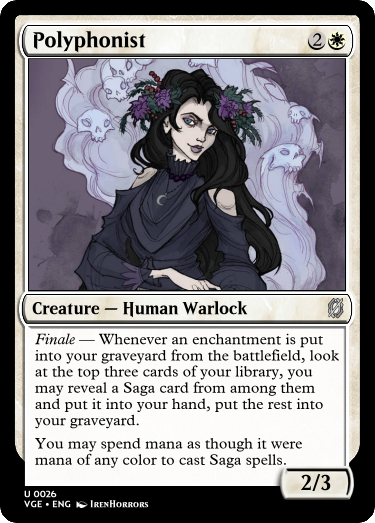 Polyphonist 2
Creature — Human Warlock
Finale — Whenever an enchantment is put
into your graveyard from the battlefield, look
at the top three cards of your library, you
may reveal a Saga card from among them
and put it into your hand, put the rest into
your graveyard.
You may spend mana as though it were
mana of any color to cast Saga spells.
2/3
U 0026
VGE • ENG IrenHorrors